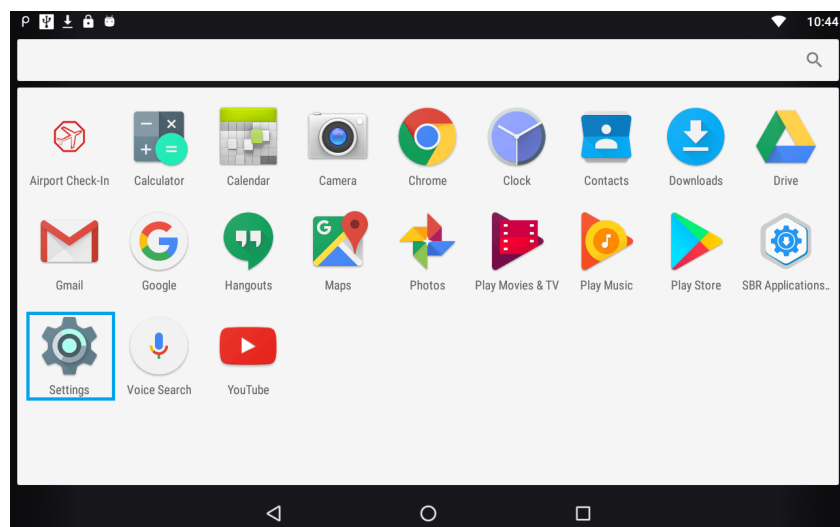 10:44
Airport Check-In Calculator Calendar Camera Chrome Clock Contacts Downloads Drive
Gmail Google Hangouts Maps Photos Play Movies & TV Play Music Play Store SBR Applications..
Settings Voice Search YouTube